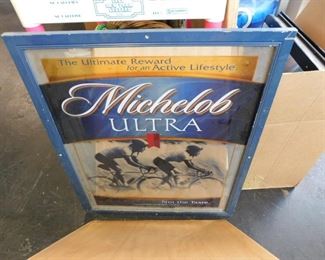 The Ultimate Reward
for an Active Lifestyle.
Michelob
ULTRA